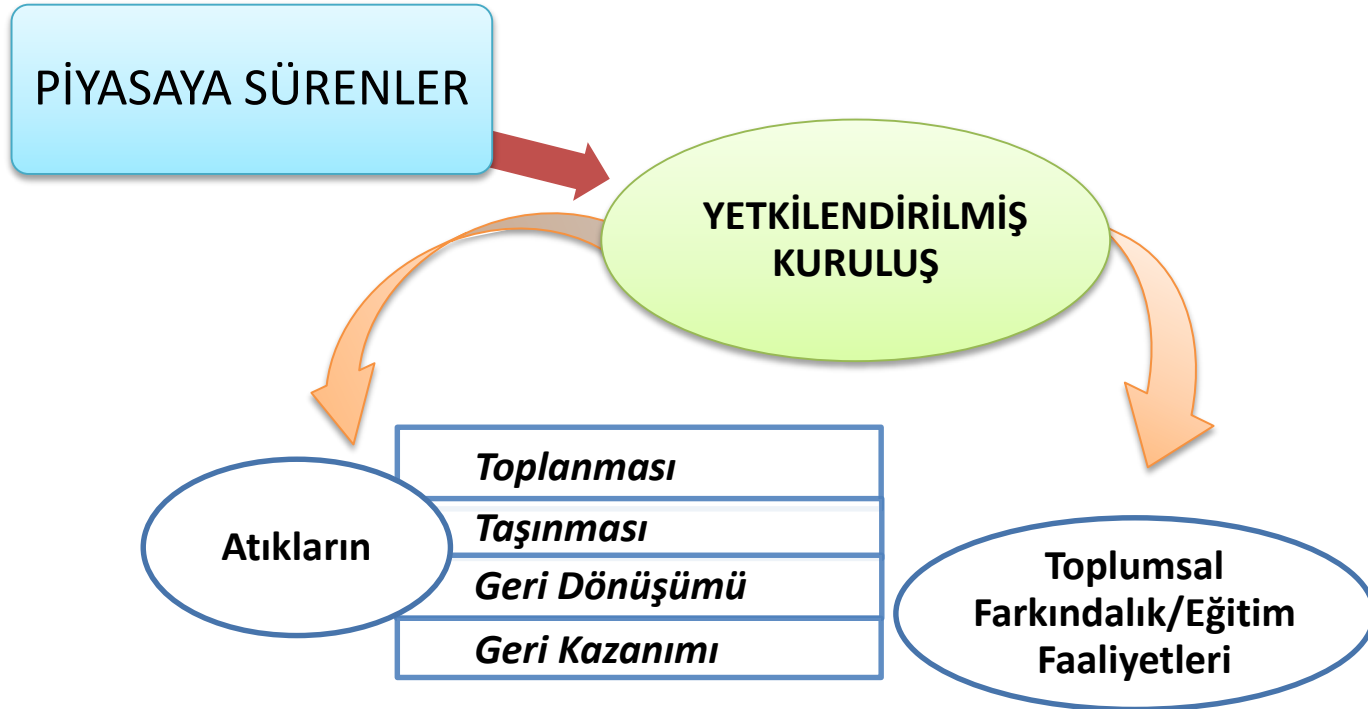 PİYASAYA SÜRENLER
YETKİLENDİRİLMİŞ
KURULUŞ
Atıkların
Toplanması
Taşınması
Geri Dönüşümü
Geri Kazanımı
Toplumsal
Farkındalık/Eğitim
Faaliyetleri